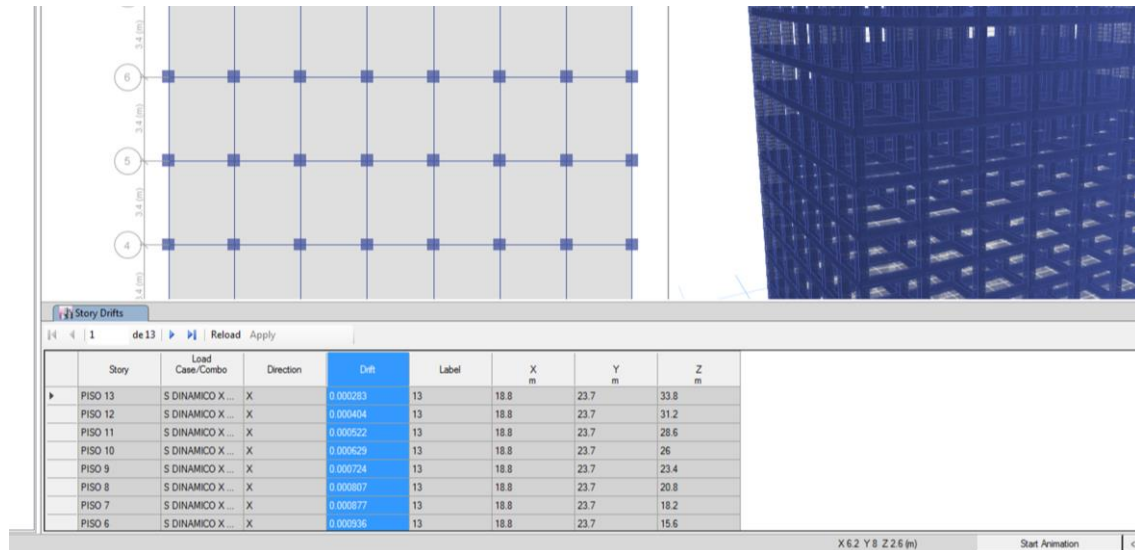 3.4 (m)
6
3.4 (m)
5
3.4 (m)
4
3.4 (m)
Story Drifts
1 de 13 Reload Apply
Story Load Case/Combo Direction Drift Label X m Y m Z m
PISO 13 S DINAMICO X ... X 0.000283 13 18.8 23.7 33.8
PISO 12 S DINAMICO X ... X 0.000404 13 18.8 23.7 31.2
PISO 11 S DINAMICO X ... X 0.000522 13 18.8 23.7 28.6
PISO 10 S DINAMICO X ... X 0.000629 13 18.8 23.7 26
PISO 9 S DINAMICO X ... X 0.000724 13 18.8 23.7 23.4
PISO 8 S DINAMICO X ... X 0.000807 13 18.8 23.7 20.8
PISO 7 S DINAMICO X ... X 0.000877 13 18.8 23.7 18.2
PISO 6 S DINAMICO X ... X 0.000936 13 18.8 23.7 15.6
X 6.2 Y 8 Z 2.6 (m) Start Animation